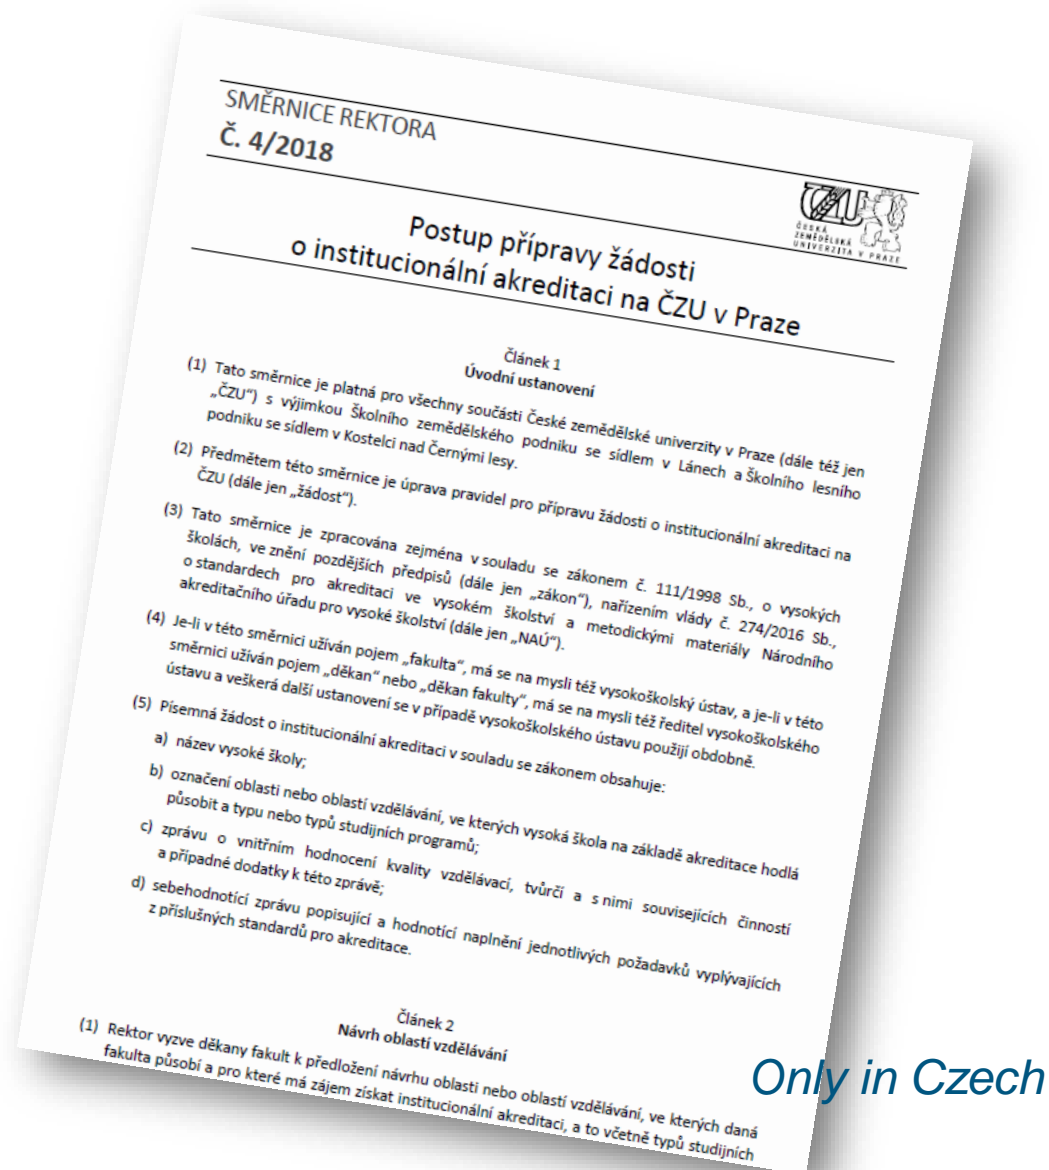 SMĚRNICE REKTORA
Č. 4/2018
ČESKÁ
ZEMĚDĚLSKÁ
UNIVERZITA V PRAZE
Postup přípravy žádosti
o institucionální akreditaci na ČZU v Praze
Článek 1
Úvodní ustanovení
(1) Tato směrnice je platná pro všechny součásti České zemědělské univerzity v Praze (dále též jen
„ČZU“) s výjimkou Školního zemědělského podniku se sídlem v Lánech a Školního lesního
podniku se sídlem v Kostelci nad Černými lesy.
(2) Předmětem této směrnice je úprava pravidel pro přípravu žádosti o institucionální akreditaci na
ČZU (dále jen „žádost“).
(3) Tato směrnice je zpracována zejména v souladu se zákonem č. 111/1998 Sb., o vysokých
školách, ve znění pozdějších předpisů (dále jen „zákon“), nařízením vlády č. 274/2016 Sb.,
o standardech pro akreditaci ve vysokém školství a metodickými materiály Národního
akreditačního úřadu pro vysoké školství (dále jen „NAÚ“).
(4) Je-li v této směrnici užíván pojem „fakulta“, má se na mysli též vysokoškolský ústav, a je-li v této
směrnici užíván pojem „děkan“ nebo „děkan fakulty“, má se na mysli též ředitel vysokoškolského
ústavu a veškerá další ustanovení se v případě vysokoškolského ústavu použijí obdobně.
(5) Písemná žádost o institucionální akreditaci v souladu se zákonem obsahuje:
a) název vysoké školy;
b) označení oblasti nebo oblastí vzdělávání, ve kterých vysoká škola na základě akreditace hodlá
působit a typu nebo typů studijních programů;
c) zprávu o vnitřním hodnocení kvality vzdělávací, tvůrčí a s nimi souvisejících činností
a případné dodatky k této zprávě;
d) sebehodnotící zprávu popisující a hodnotící naplnění jednotlivých požadavků vyplývajících
z příslušných standardů pro akreditace.
Článek 2
Návrh oblastí vzdělávání
(1) Rektor vyzve děkany fakult k předložení návrhu oblasti nebo oblastí vzdělávání, ve kterých daná
fakulta působí a pro které má zájem získat institucionální akreditaci, a to včetně typů studijních
Only in Czech